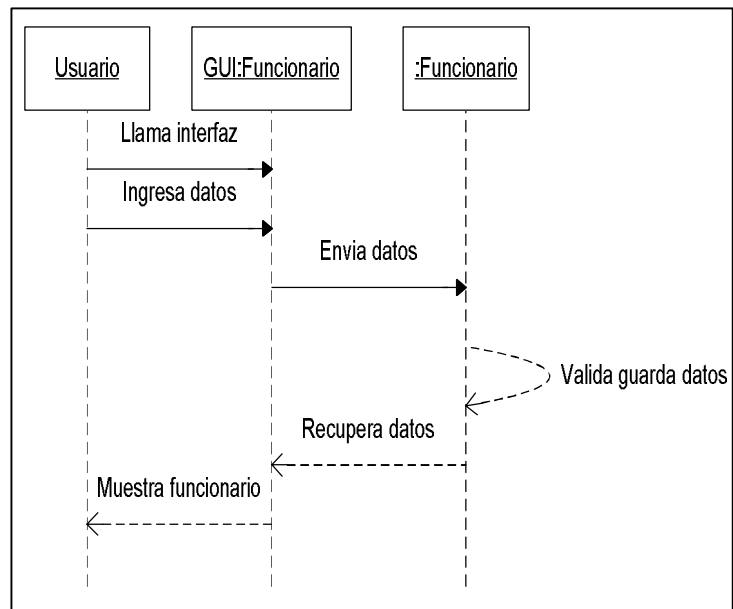 Usuario
GUI:Funcionario
:Funcionario
Llama interfaz
Ingresa datos
Envia datos
Valida guarda datos
Recupera datos
Muestra funcionario